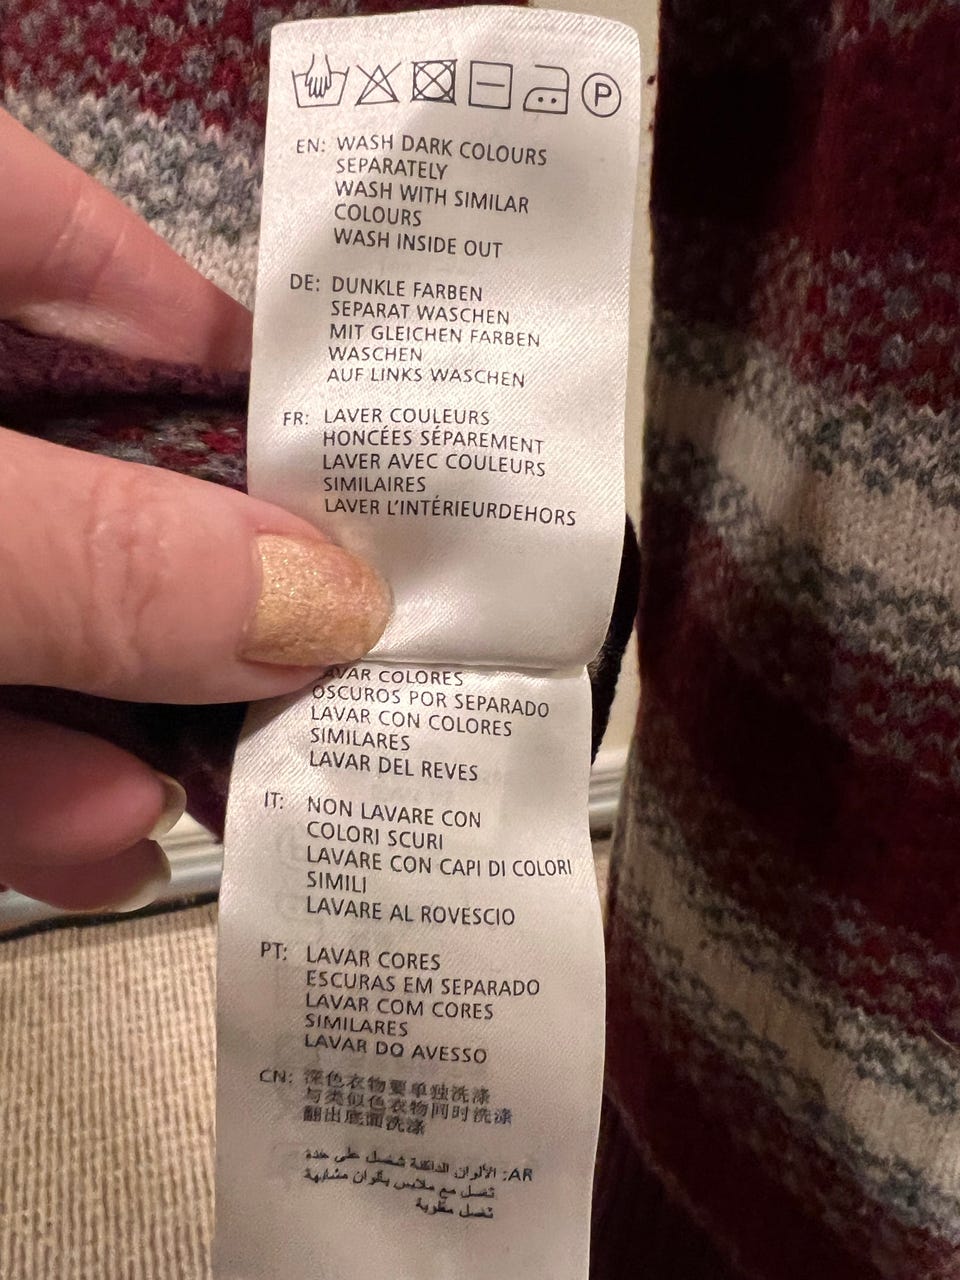 P
EN: WASH DARK COLOURS
SEPARATELY
WASH WITH SIMILAR
COLOURS
WASH INSIDE OUT
DE: DUNKLE FARBEN
SEPARAT WASCHEN
MIT GLEICHEN FARBEN
WASCHEN
AUF LINKS WASCHEN
FR: LAVER COULEURS
HONCÉES SÉPAREMENT
LAVER AVEC COULEURS
SIMILAIRES
LAVER L'INTÉRIEURDEHORS
COLORES
OSCUROS POR SEPARADO
LAVAR CON COLORES
SIMILARES
LAVAR DEL REVES
IT: NON LAVARE CON
COLORI SCURI
LAVARE CON CAPI DI COLORI
SIMILI
LAVARE AL ROVESCIO
PT: LAVAR CORES
ESCURAS EM SEPARADO
LAVAR COM CORES
SIMILARES
LAVAR DO AVESSO
CN: 深色衣物要单独洗涤
与类似色衣物同时洗涤
翻出底面洗涤
AR: الألوان الداكنة تغسل على حدة
تغسل مع ملابس بألوان مشابهة
تغسل مقلوبة